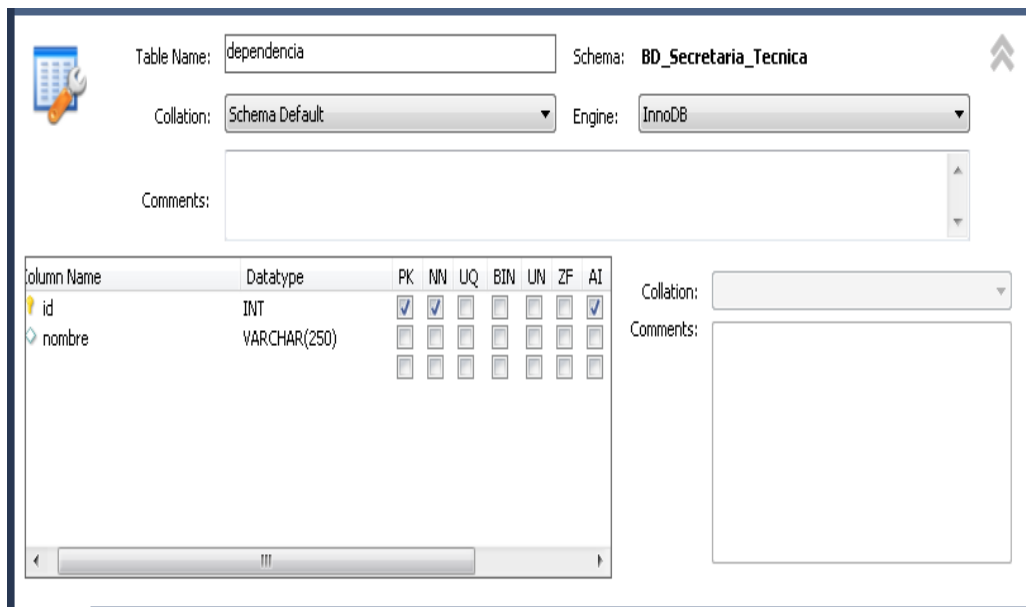 Table Name: dependencia Schema: BD_Secretaria_Tecnica
Collation: Schema Default Engine: InnoDB
Comments:
Column Name Datatype PK NN UQ BIN UN ZF AI
id INT
nombre VARCHAR(250)
Collation:
Comments: